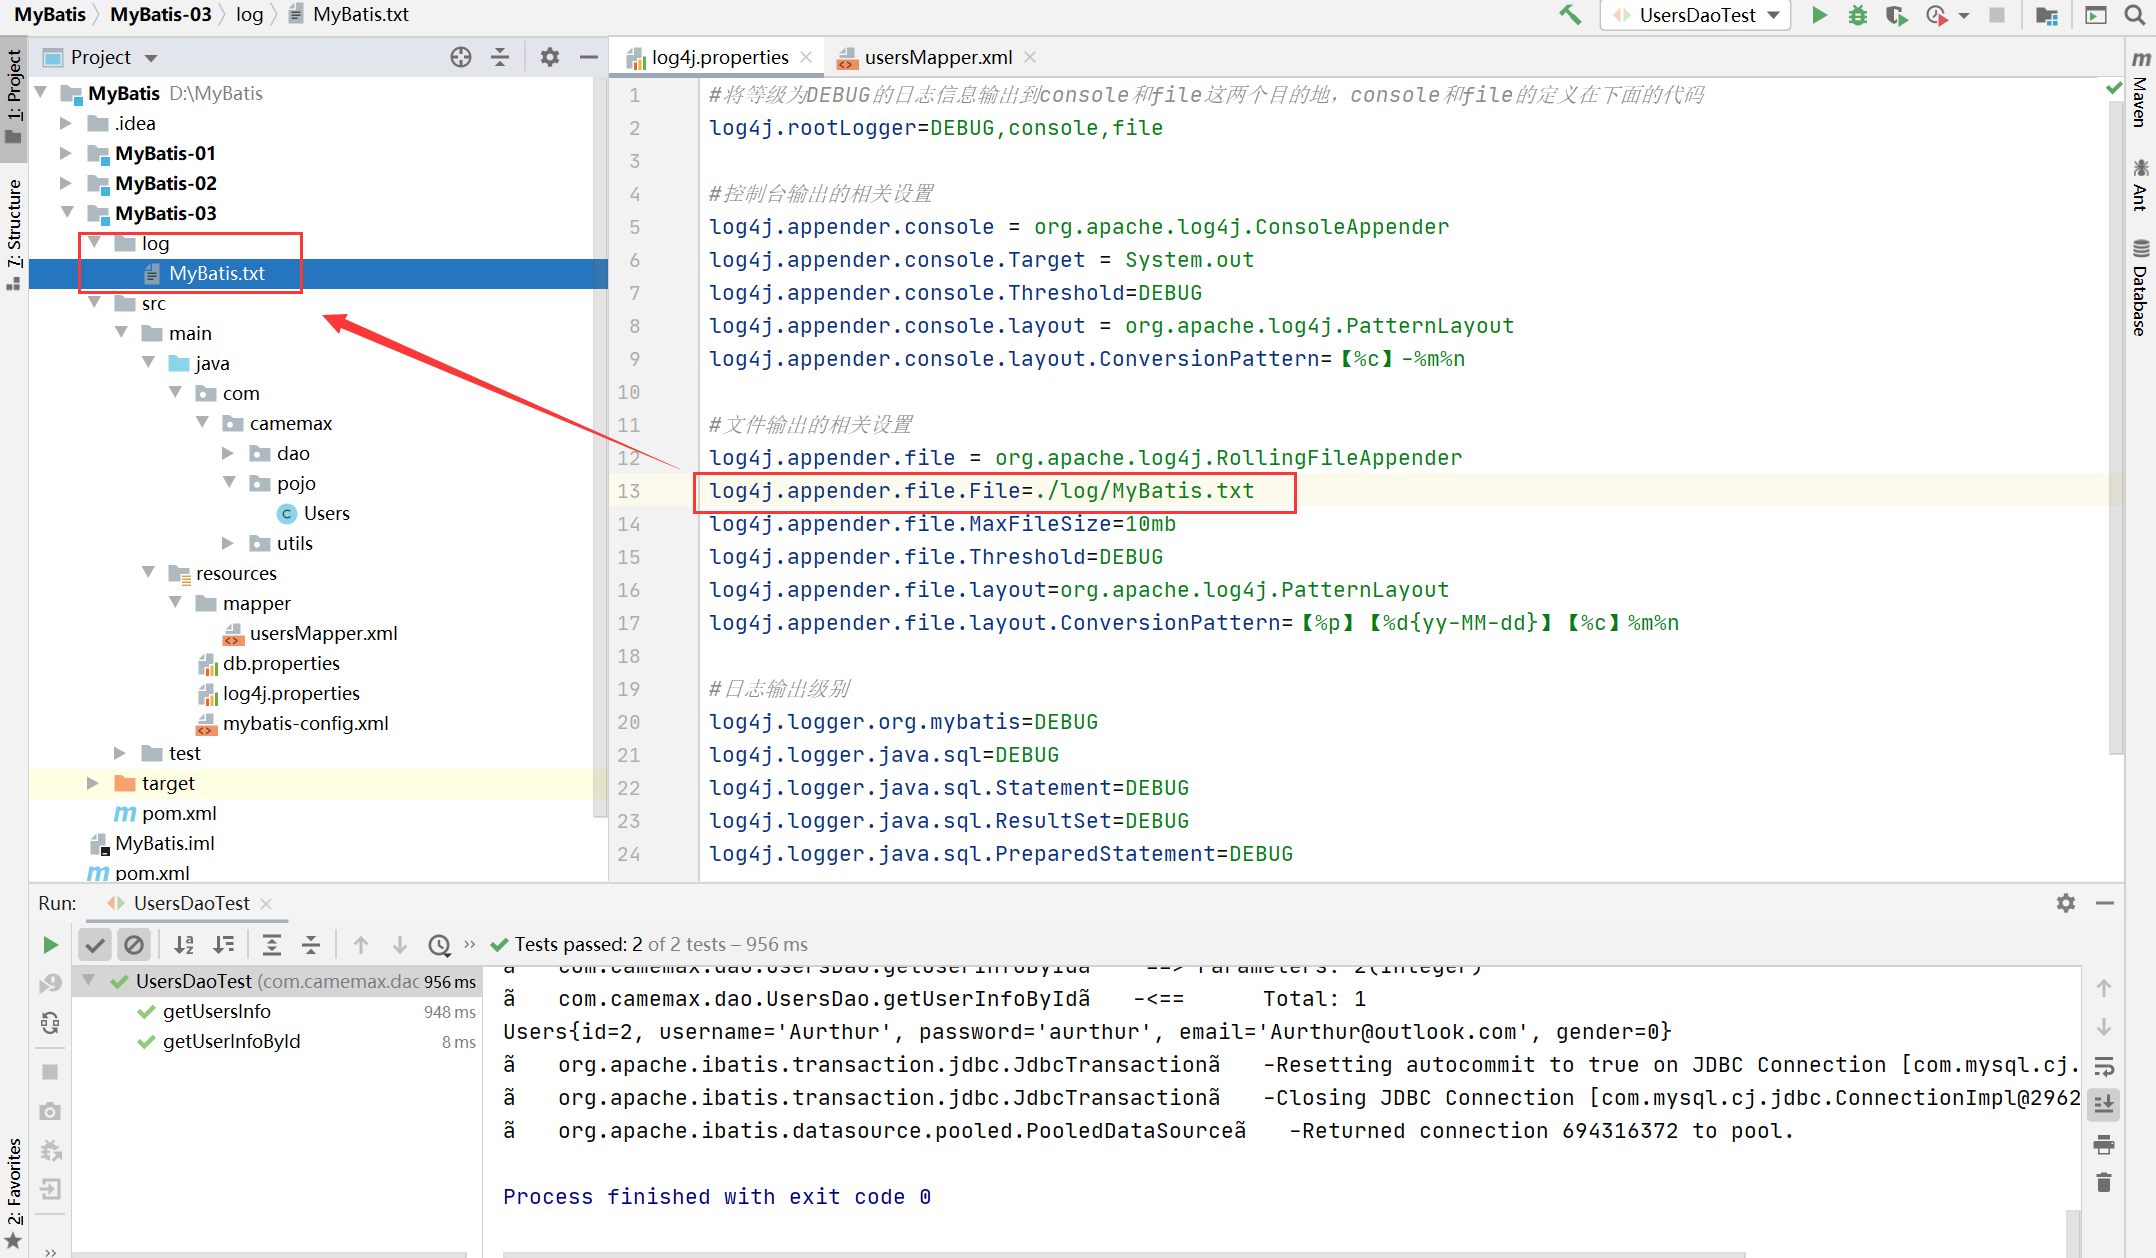 MyBatis MyBatis-03 log MyBatis.txt
UsersDaoTest
1: Project
7: Structure
2: Favorites
Project
MyBatis D:\MyBatis
.idea
MyBatis-01
MyBatis-02
MyBatis-03
log
MyBatis.txt
src
main
java
com
camemax
dao
pojo
Users
utils
resources
mapper
usersMapper.xml
db.properties
log4j.properties
mybatis-config.xml
test
target
pom.xml
MyBatis.iml
pom.xml
log4j.properties usersMapper.xml
1 #将等级为DEBUG的日志信息输出到console和file这两个目的地，console和file的定义在下面的代码
2 log4j.rootLogger=DEBUG,console,file
3
4 #控制台输出的相关设置
5 log4j.appender.console = org.apache.log4j.ConsoleAppender
6 log4j.appender.console.Target = System.out
7 log4j.appender.console.Threshold=DEBUG
8 log4j.appender.console.layout = org.apache.log4j.PatternLayout
9 log4j.appender.console.layout.ConversionPattern=【%c】-%m%n
10
11 #文件输出的相关设置
12 log4j.appender.file = org.apache.log4j.RollingFileAppender
13 log4j.appender.file.File=./log/MyBatis.txt
14 log4j.appender.file.MaxFileSize=10mb
15 log4j.appender.file.Threshold=DEBUG
16 log4j.appender.file.layout=org.apache.log4j.PatternLayout
17 log4j.appender.file.layout.ConversionPattern=【%p】【%d{yy-MM-dd}】【%c】%m%n
18
19 #日志输出级别
20 log4j.logger.org.mybatis=DEBUG
21 log4j.logger.java.sql=DEBUG
22 log4j.logger.java.sql.Statement=DEBUG
23 log4j.logger.java.sql.ResultSet=DEBUG
24 log4j.logger.java.sql.PreparedStatement=DEBUG
Maven
Ant
Database
Run: UsersDaoTest
Tests passed: 2 of 2 tests – 956 ms
UsersDaoTest (com.camemax.dac 956 ms
getUsersInfo 948 ms
getUserInfoById 8 ms
ã com.camemax.dao.UsersDao.getUserInfoByIdã ==> Parameters: 2(Integer)
ã com.camemax.dao.UsersDao.getUserInfoByIdã -<== Total: 1
Users{id=2, username='Aurthur', password='aurthur', email='Aurthur@outlook.com', gender=0}
ã org.apache.ibatis.transaction.jdbc.JdbcTransactionã -Resetting autocommit to true on JDBC Connection [com.mysql.cj.
ã org.apache.ibatis.transaction.jdbc.JdbcTransactionã -Closing JDBC Connection [com.mysql.cj.jdbc.ConnectionImpl@2962
ã org.apache.ibatis.datasource.pooled.PooledDataSourceã -Returned connection 694316372 to pool.
Process finished with exit code 0